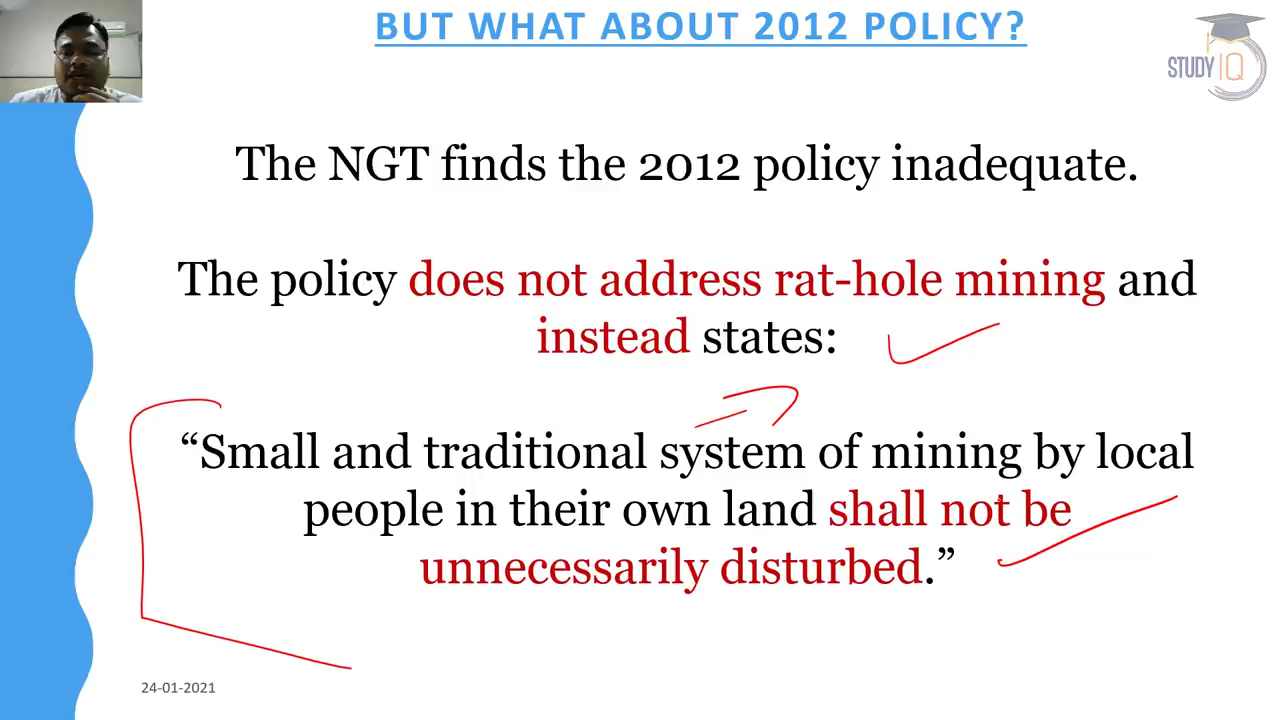 BUT WHAT ABOUT 2012 POLICY?
STUDY IQ
The NGT finds the 2012 policy inadequate.
The policy does not address rat-hole mining and
instead states:
“Small and traditional system of mining by local
people in their own land shall not be
unnecessarily disturbed.”
24-01-2021